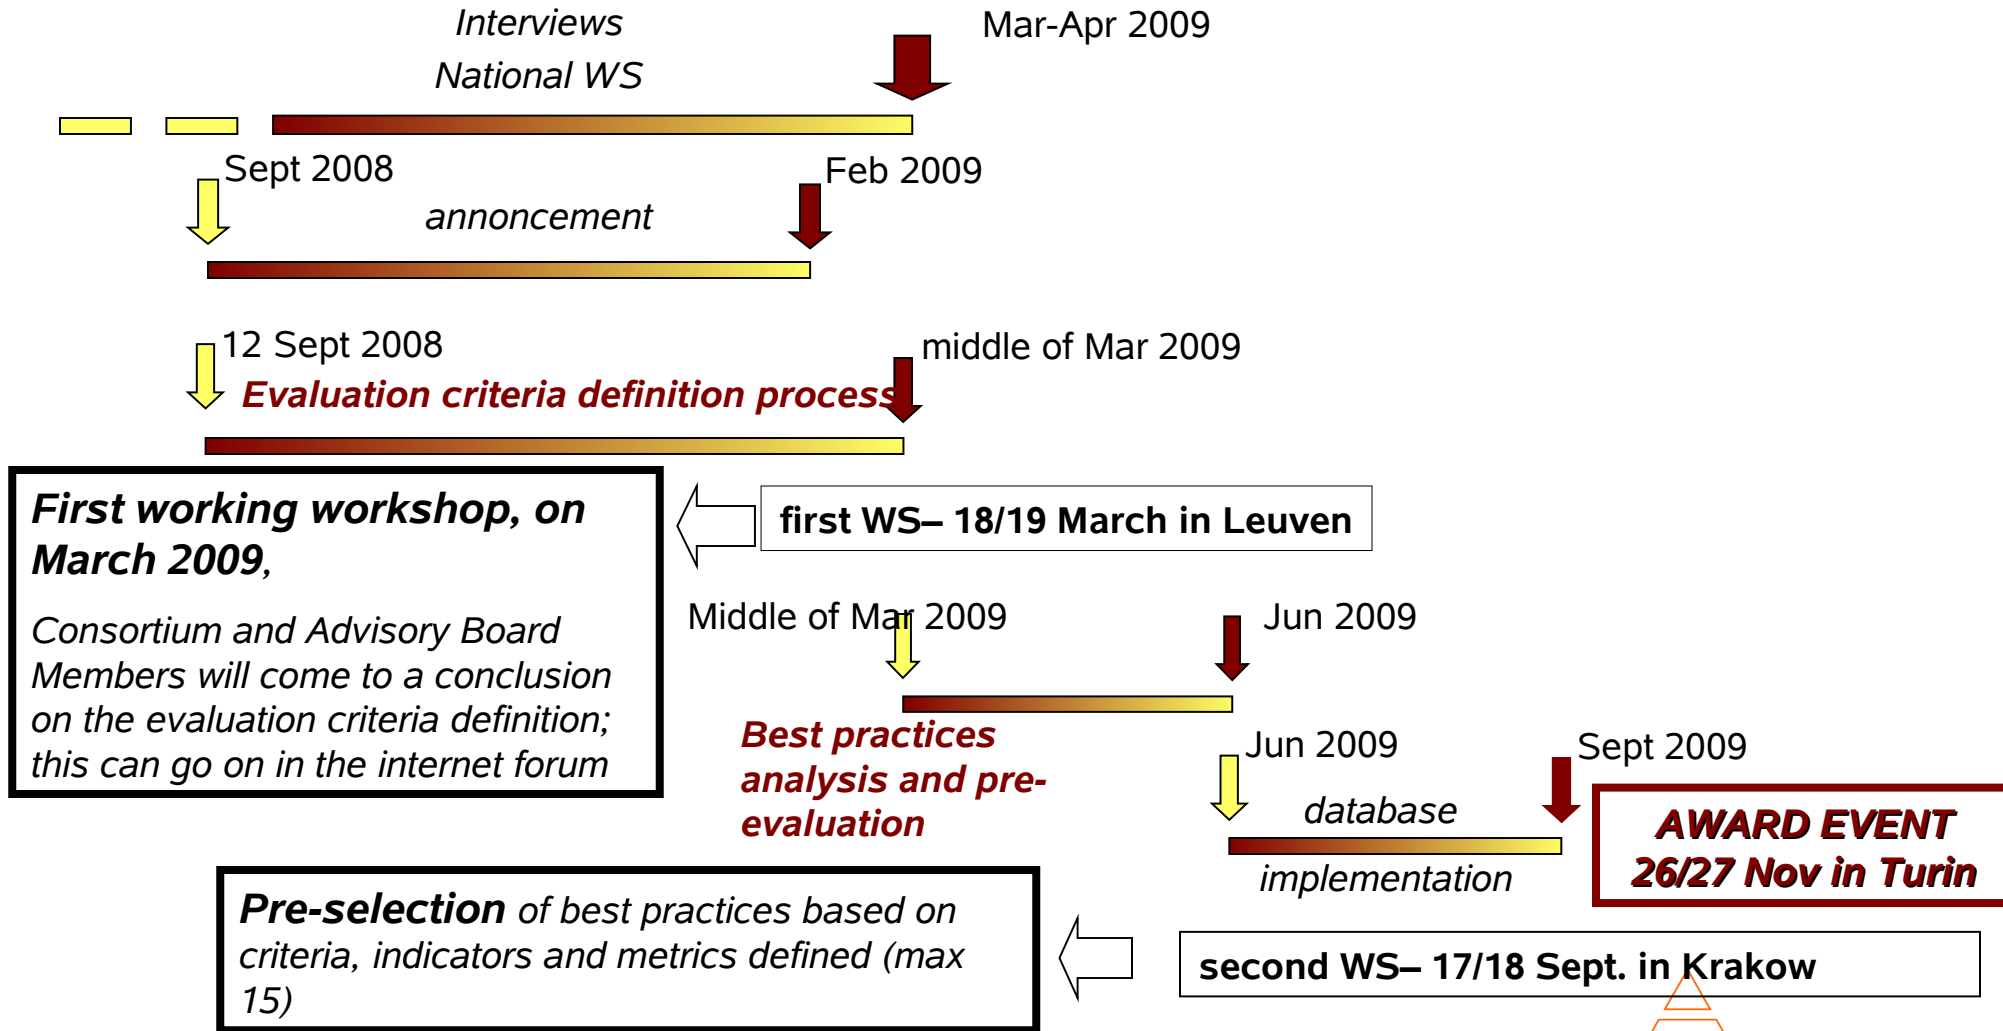 Interviews
National WS
Mar-Apr 2009
Sept 2008
Feb 2009
annoncement
12 Sept 2008
middle of Mar 2009
Evaluation criteria definition process
First working workshop, on
March 2009,
Consortium and Advisory Board
Members will come to a conclusion
on the evaluation criteria definition;
this can go on in the internet forum
first WS– 18/19 March in Leuven
Middle of Mar 2009
Jun 2009
Best practices
analysis and pre-
evaluation
Jun 2009
Sept 2009
database
implementation
AWARD EVENT
26/27 Nov in Turin
Pre-selection of best practices based on
criteria, indicators and metrics defined (max
15)
second WS– 17/18 Sept. in Krakow